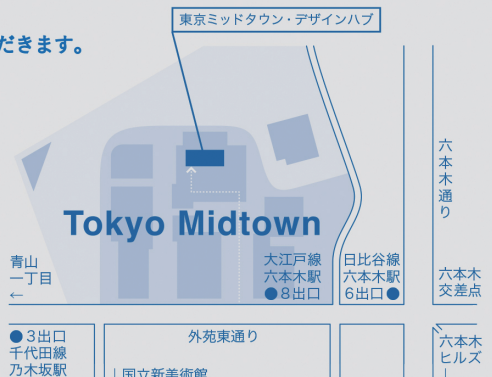 東京ミッドタウン・デザインハブ
だきます。
六本木通り
Tokyo Midtown
青山
一丁目
←
大江戸線
六本木駅
●8出口
日比谷線
六本木駅
6出口●
六本木
交差点
●3出口
千代田線
乃木坂駅
外苑東通り
六本木
ヒルズ
国立新美術館